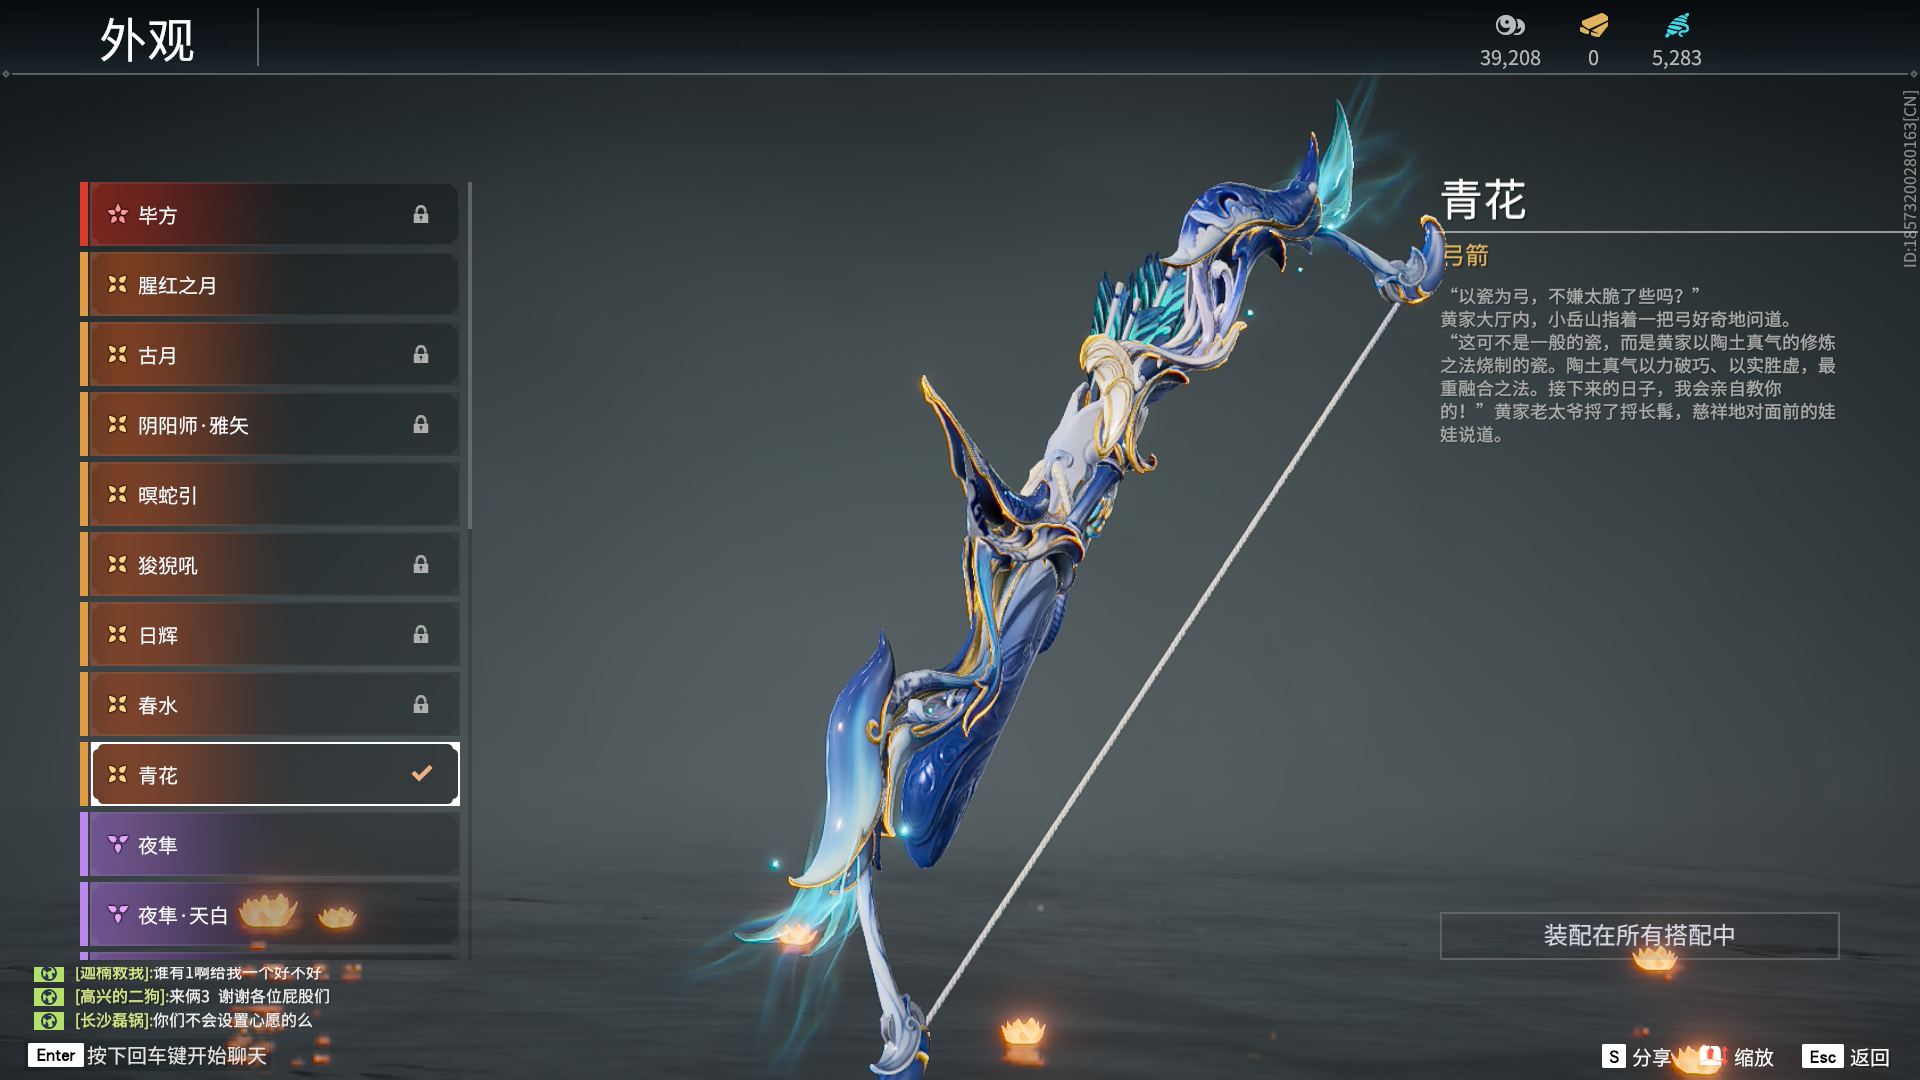 外观
39,208
0
5,283
ID:18573200280163[CN]
毕方
腥红之月
古月
阴阳师·雅矢
暝蛇引
狻猊吼
日辉
春水
青花
夜隼
夜隼·天白
青花
弓箭
“以瓷为弓，不嫌太脆了些吗？”
黄家大厅内，小岳山指着一把弓好奇地问道。
“这可不是一般的瓷，而是黄家以陶土真气的修炼
之法烧制的瓷。陶土真气以力破巧、以实胜虚，最
重融合之法。接下来的日子，我会亲自教你
的！”黄家老太爷捋了捋长髯，慈祥地对面前的娃
娃说道。
装配在所有搭配中
[迦楠救我]:谁有1啊给我一个好不好
[高兴的二狗]:来俩3 谢谢各位屁股们
[长沙磊锅]:你们不会设置心愿的么
Enter 按下回车键开始聊天
S 分享 缩放 Esc 返回